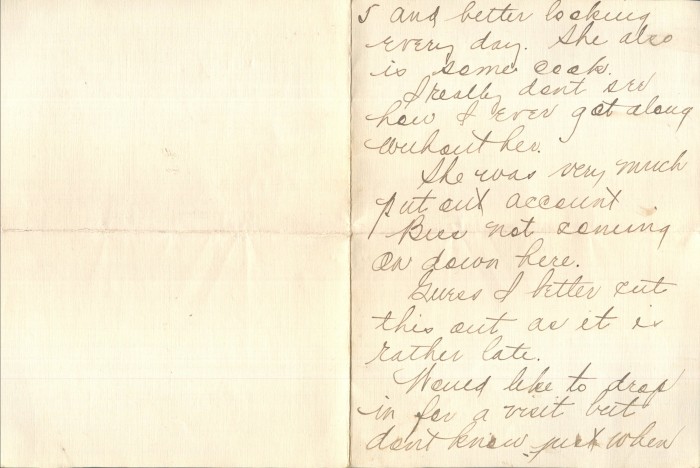 5 and better looking
every day. She also
is some cook.
I really dont see
how I ever got along
without her.
She was very much
put out account
not coming
on down here.
Guess I better cut
this out as it is
rather late.
Would like to drop
in for a visit but
dont know just when